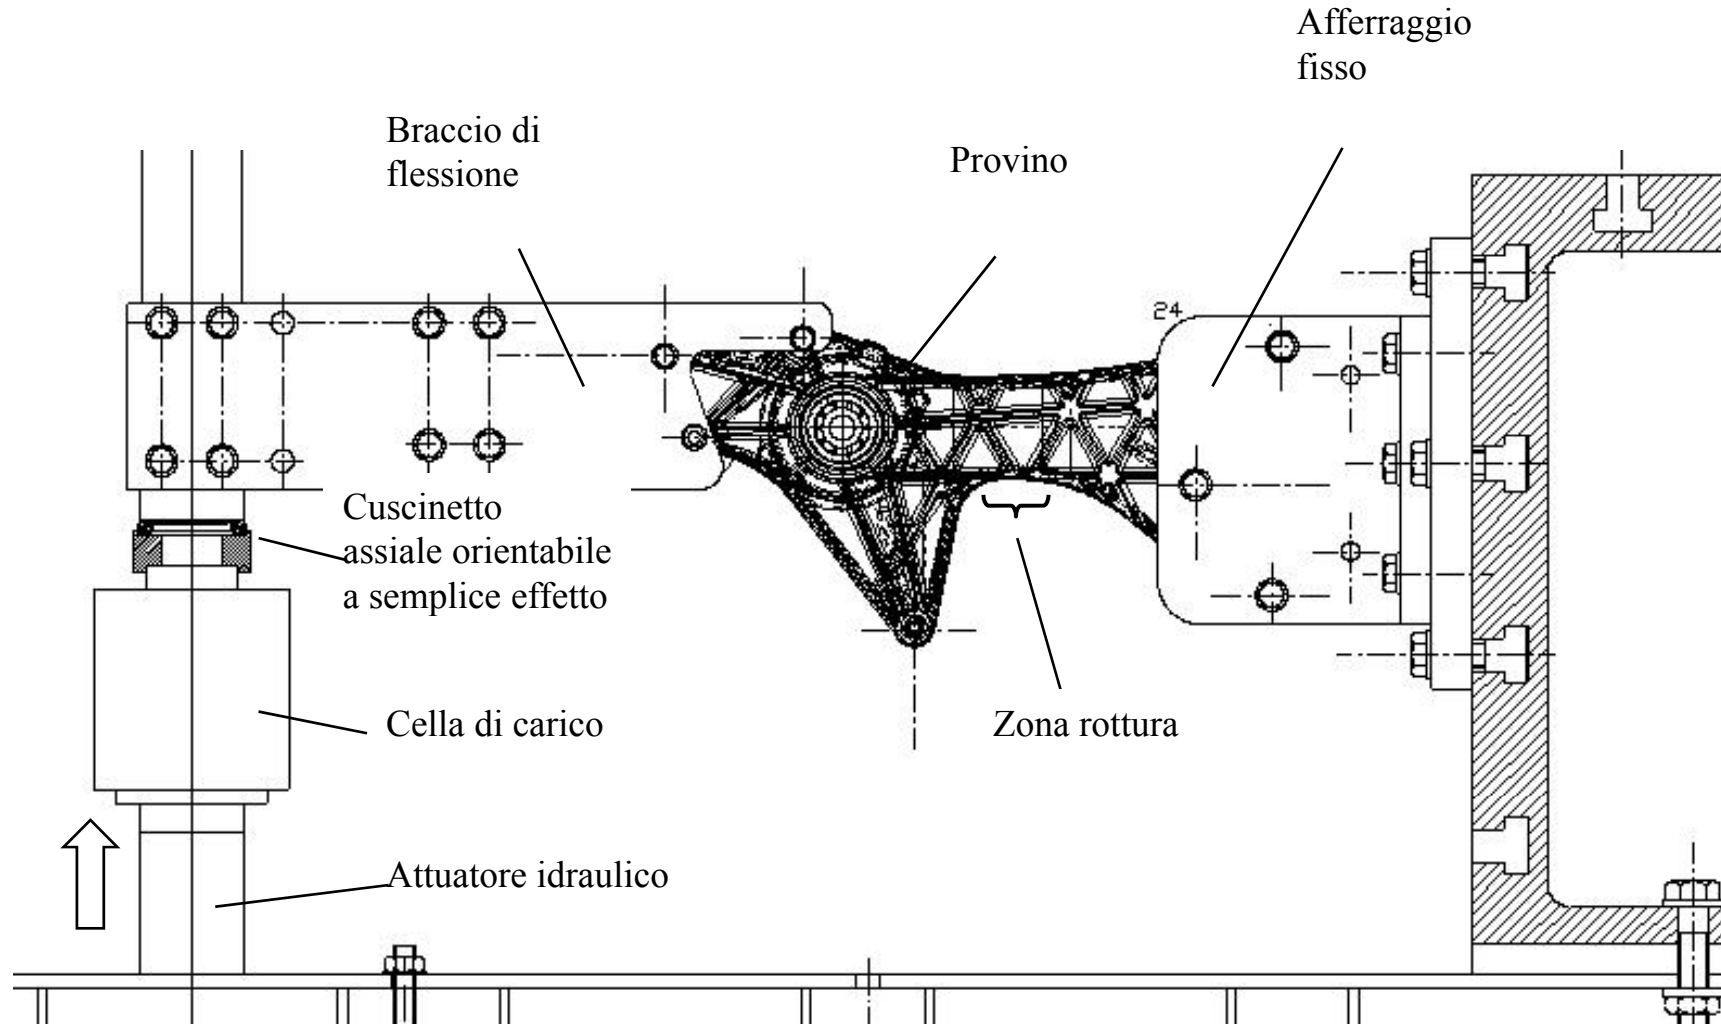 Afferraggio
fisso
Braccio di
flessione
Provino
24
Cuscinetto
assiale orientabile
a semplice effetto
Cella di carico
Zona rottura
Attuatore idraulico